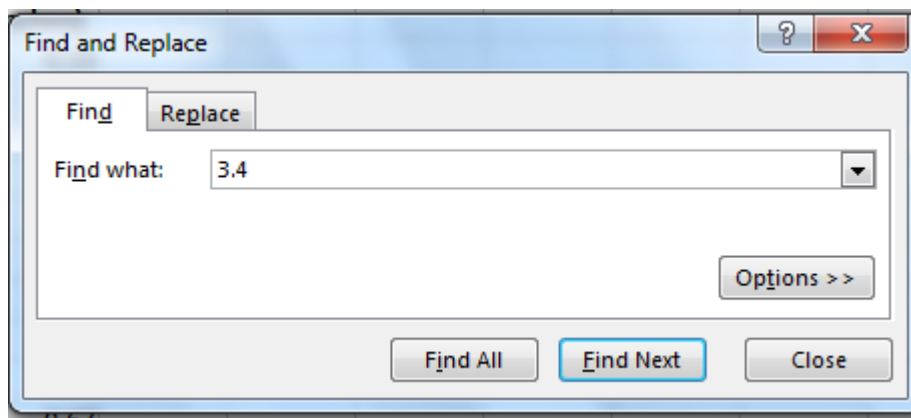 Find and Replace
Find Replace
Find what: 3.4
Options >>
Find All Find Next Close